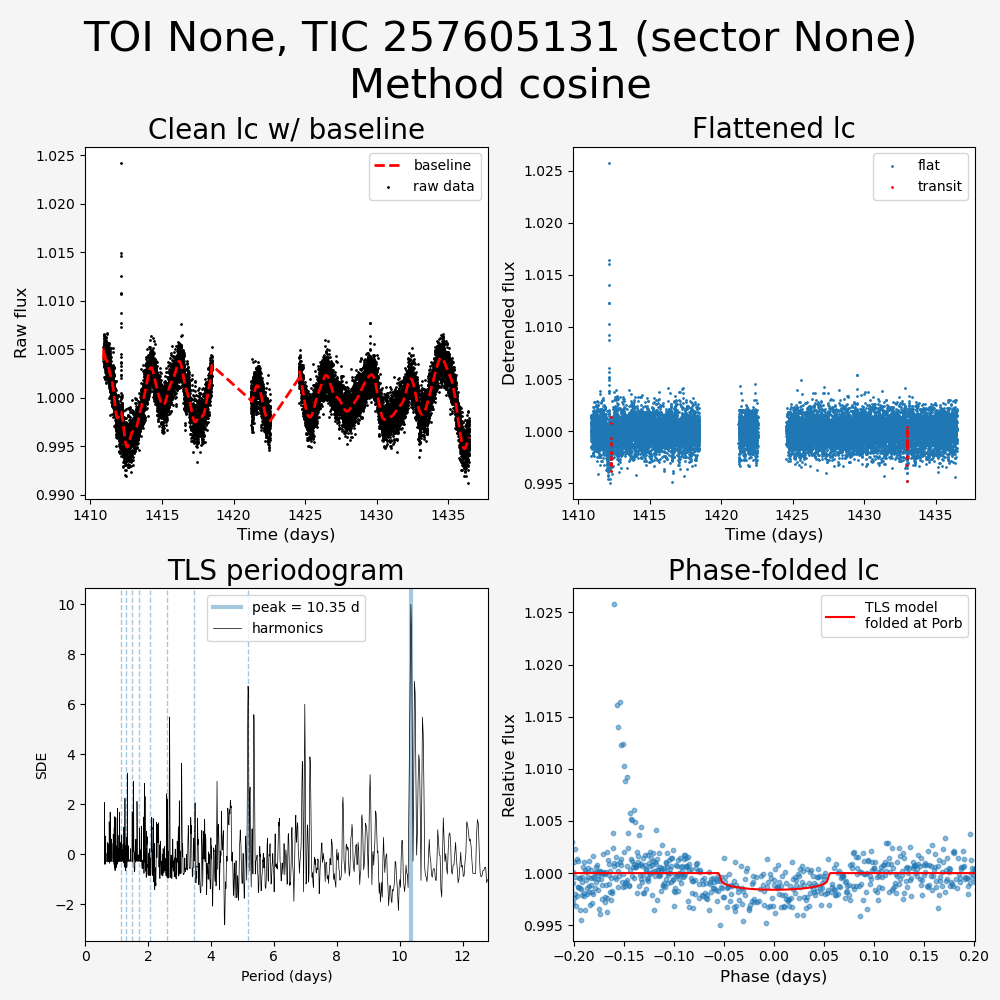 TOI None, TIC 257605131 (sector None)
Method cosine
Clean lc w/ baseline
1.025
1.020
1.015
1.010
1.005
1.000
0.995
0.990
Raw flux
baseline
raw data
1410
1415
1420
1425
1430
1435
Time (days)
Flattened lc
1.025
1.020
1.015
1.010
1.005
1.000
0.995
Detrended flux
flat
transit
1410
1415
1420
1425
1430
1435
Time (days)
TLS periodogram
10
8
6
4
2
0
−2
SDE
peak = 10.35 d
harmonics
0
2
4
6
8
10
12
Period (days)
Phase-folded lc
1.025
1.020
1.015
1.010
1.005
1.000
0.995
Relative flux
TLS model
folded at Porb
−0.20
−0.15
−0.10
−0.05
0.00
0.05
0.10
0.15
0.20
Phase (days)